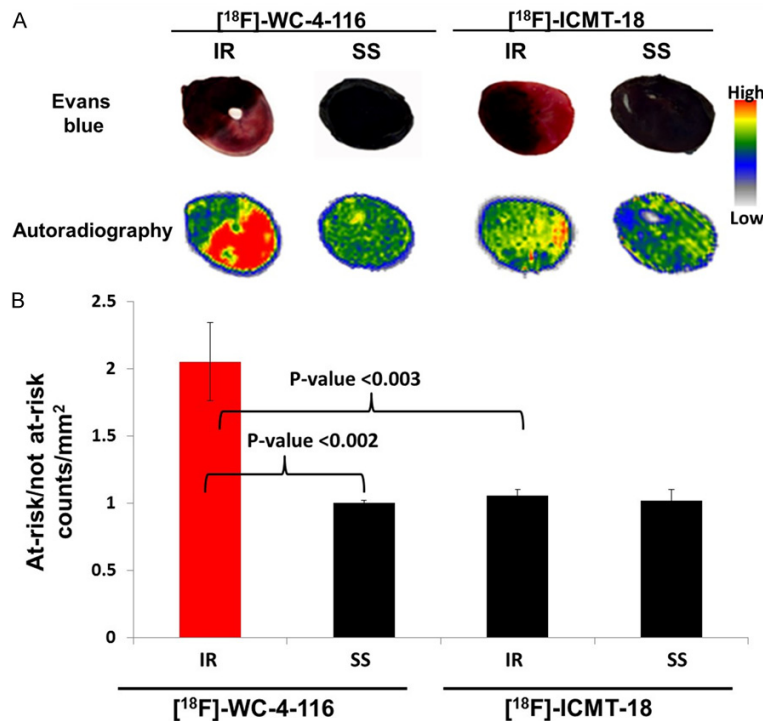 A
[¹⁸F]-WC-4-116
[¹⁸F]-ICMT-18
IR
SS
IR
SS
Evans
blue
High
Low
Autoradiography
B
At-risk/not at-risk
counts/mm²
2.5
2
1.5
1
0.5
0
P-value <0.003
P-value <0.002
IR
SS
IR
SS
[¹⁸F]-WC-4-116
[¹⁸F]-ICMT-18